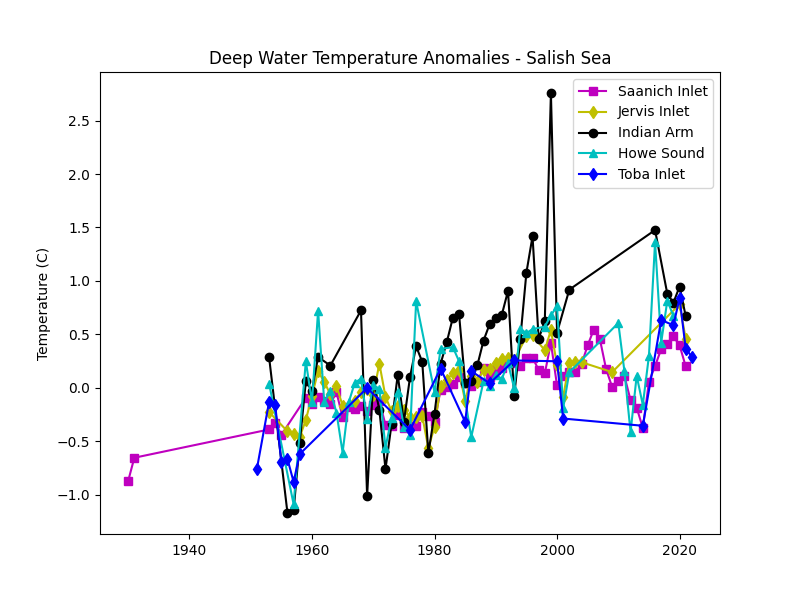 Deep Water Temperature Anomalies - Salish Sea
Saanich Inlet
Jervis Inlet
Indian Arm
Howe Sound
Toba Inlet
Temperature (C)
2.5
2.0
1.5
1.0
0.5
0.0
−0.5
−1.0
1940 1960 1980 2000 2020